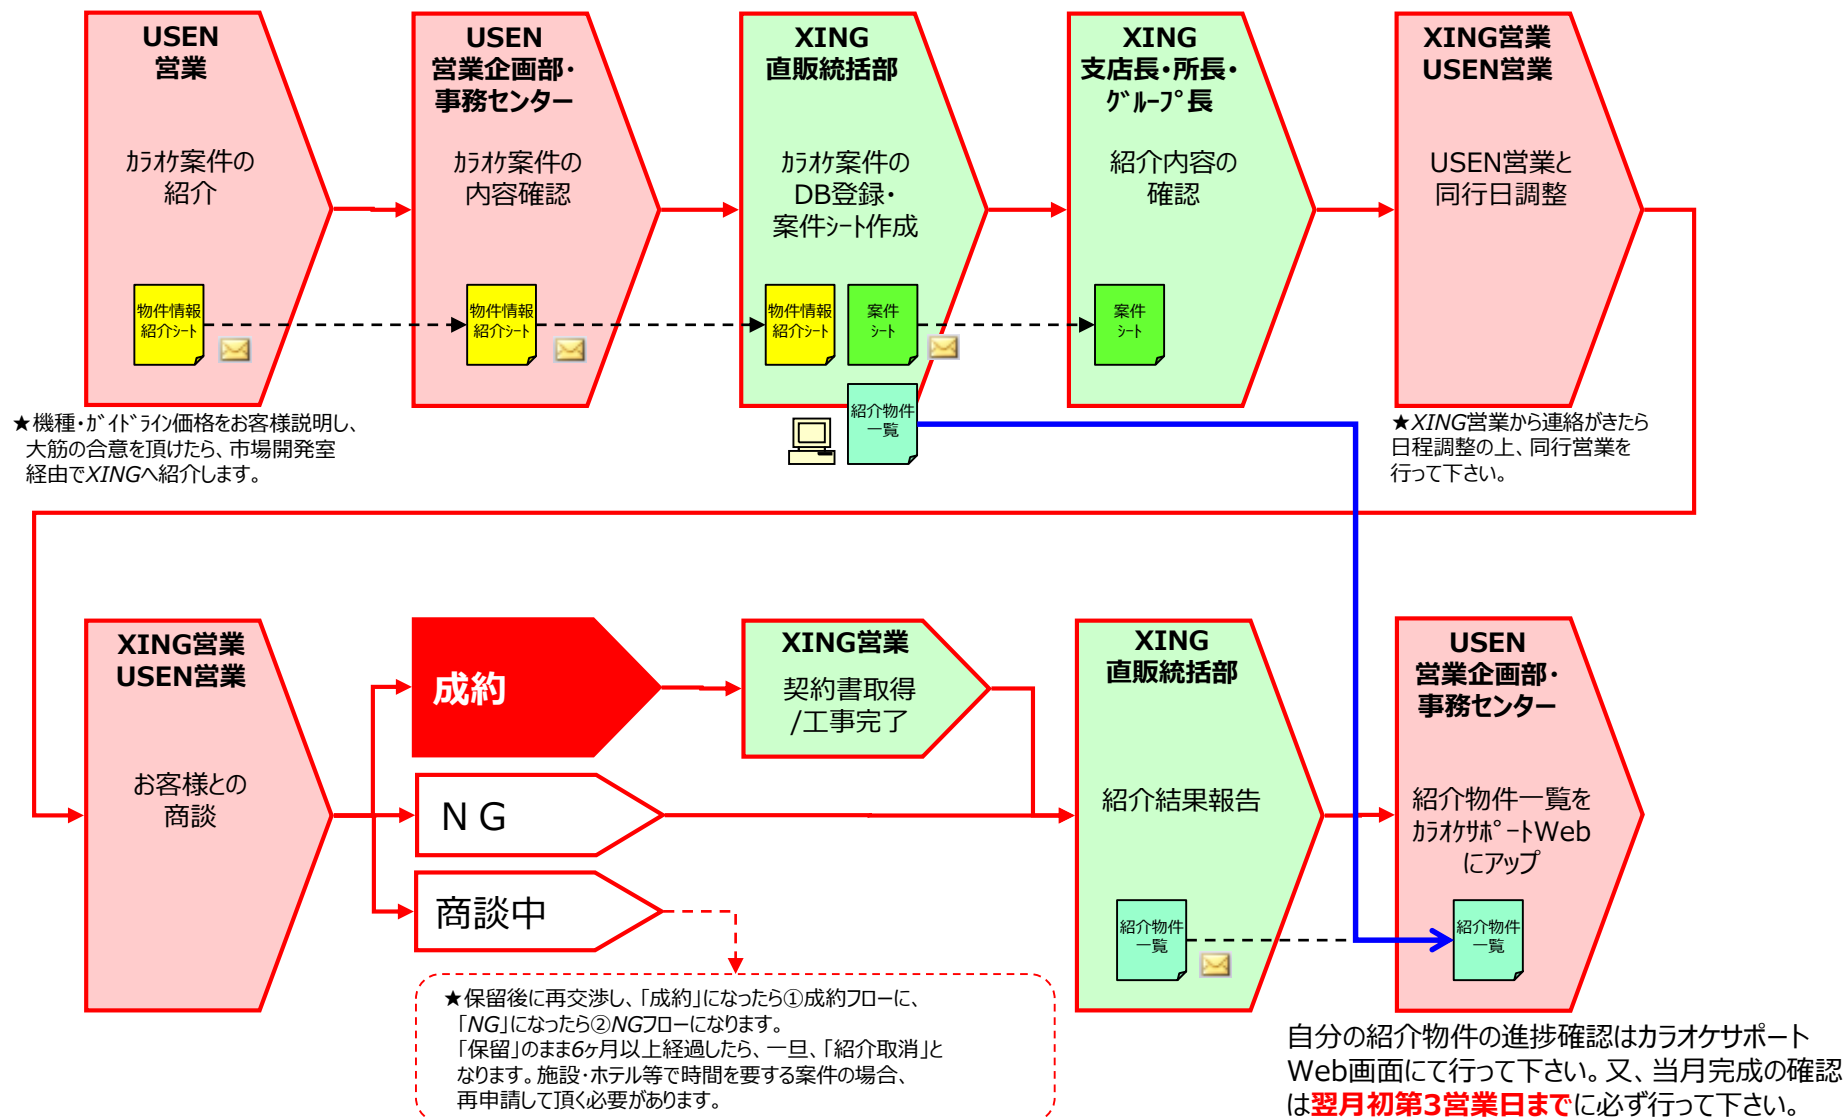 USEN
営業
カラオケ案件の
紹介
物件情報
紹介シート
USEN
営業企画部・
事務センター
カラオケ案件の
内容確認
物件情報
紹介シート
XING
直販統括部
カラオケ案件の
DB登録・
案件シート作成
物件情報
紹介シート
案件
シート
紹介物件
一覧
XING
支店長・所長・
グループ長
紹介内容の
確認
案件
シート
XING営業
USEN営業
USEN営業と
同行日調整
★機種・ガイドライン価格をお客様説明し、
大筋の合意を頂けたら、市場開発室
経由でXINGへ紹介します。
★XING営業から連絡がきたら
日程調整の上、同行営業を
行って下さい。
XING営業
USEN営業
お客様との
商談
成約
ＮＧ
商談中
XING営業
契約書取得
/工事完了
XING
直販統括部
紹介結果報告
紹介物件
一覧
USEN
営業企画部・
事務センター
紹介物件一覧を
カラオケサポートWeb
にアップ
紹介物件
一覧
★保留後に再交渉し、「成約」になったら①成約フローに、
「NG」になったら②NGフローになります。
「保留」のまま6ヶ月以上経過したら、一旦、「紹介取消」と
なります。施設・ホテル等で時間を要する案件の場合、
再申請して頂く必要があります。
自分の紹介物件の進捗確認はカラオケサポート
Web画面にて行って下さい。又、当月完成の確認
は翌月初第3営業日までに必ず行って下さい。